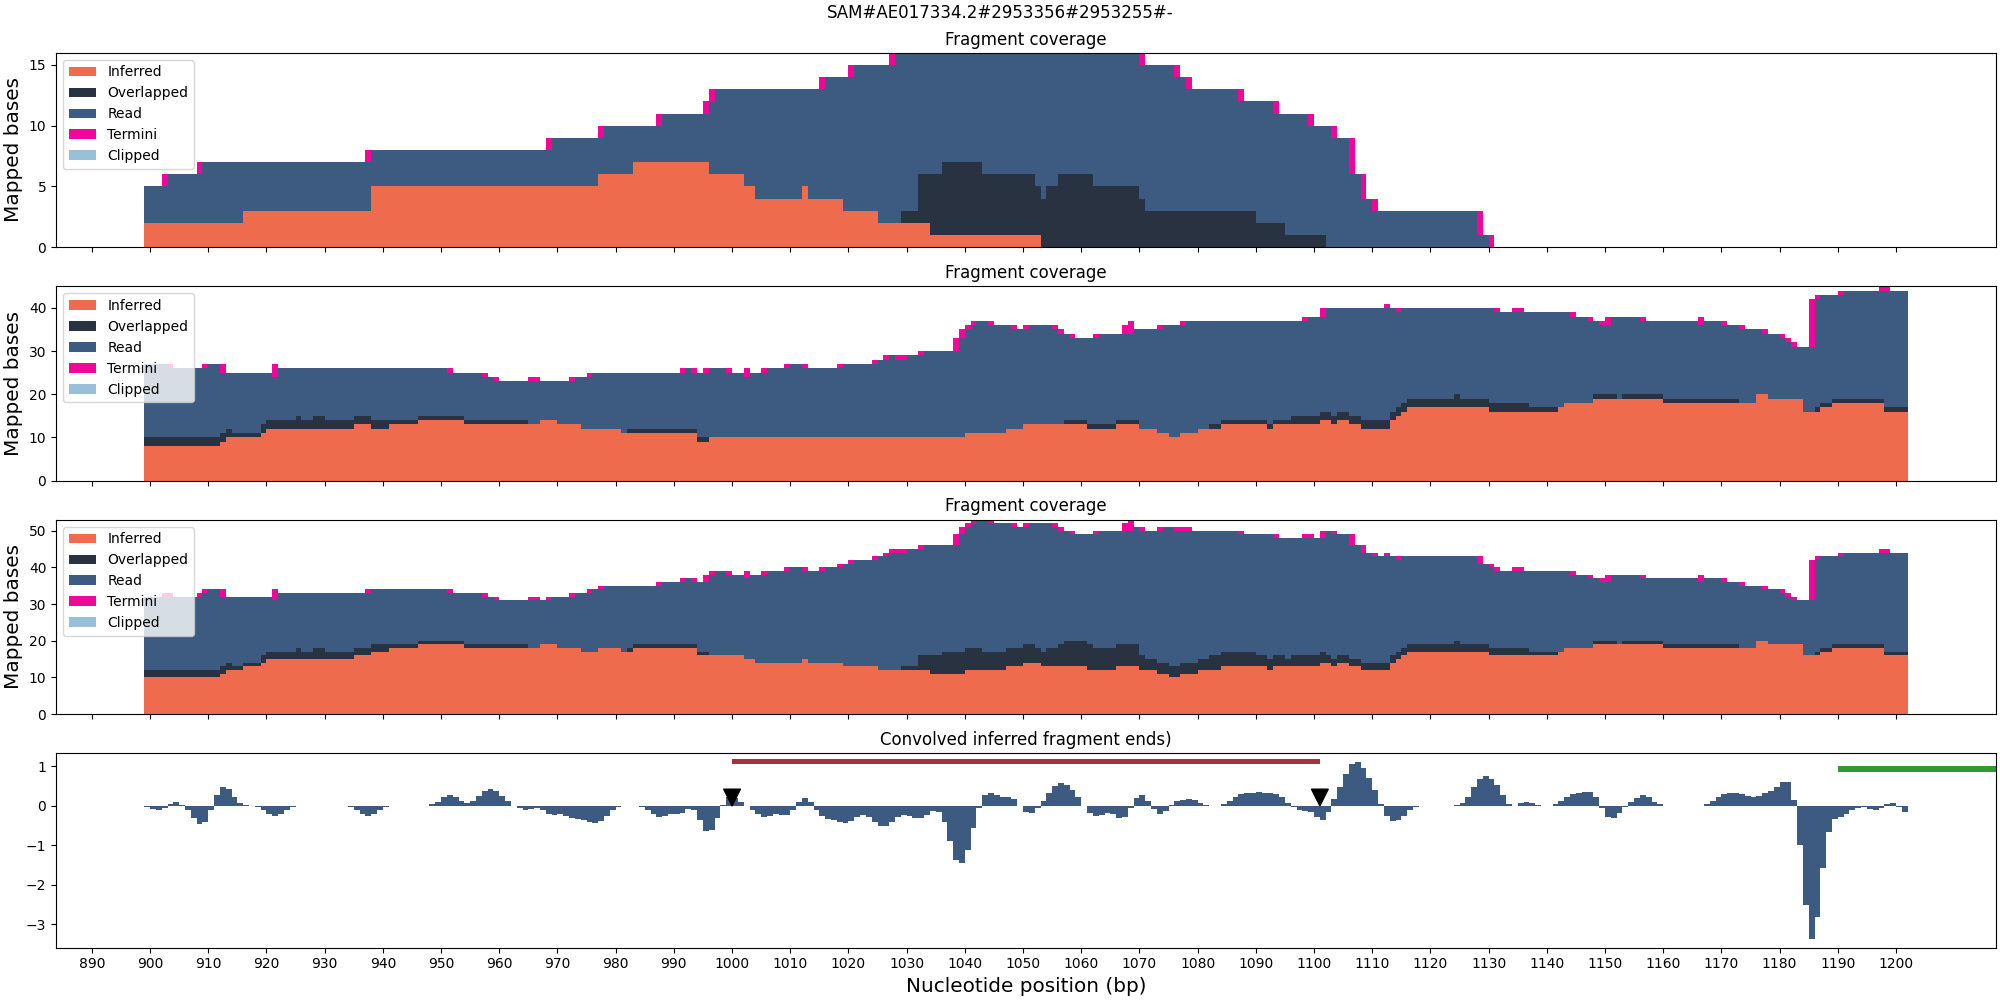 SAM#AE017334.2#2953356#2953255#-
Fragment coverage
Mapped bases
15
10
5
0
Inferred
Overlapped
Read
Termini
Clipped
Fragment coverage
Mapped bases
40
30
20
10
0
Inferred
Overlapped
Read
Termini
Clipped
Fragment coverage
Mapped bases
50
40
30
20
10
0
Inferred
Overlapped
Read
Termini
Clipped
Convolved inferred fragment ends)
1
0
−1
−2
−3
890 900 910 920 930 940 950 960 970 980 990 1000 1010 1020 1030 1040 1050 1060 1070 1080 1090 1100 1110 1120 1130 1140 1150 1160 1170 1180 1190 1200
Nucleotide position (bp)